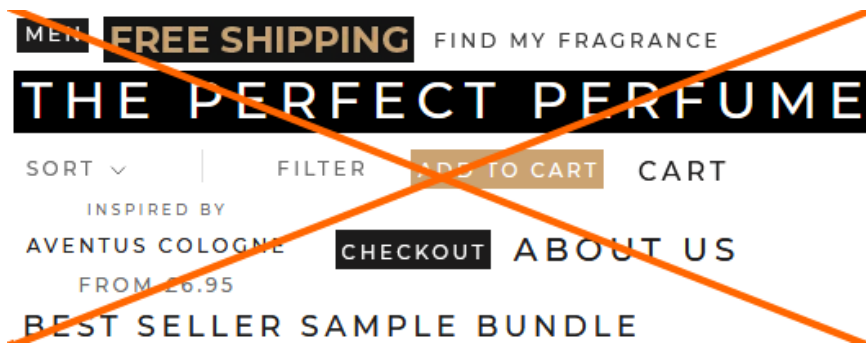 MEN FREE SHIPPING FIND MY FRAGRANCE
THE PERFECT PERFUME
SORT FILTER ADD TO CART CART
INSPIRED BY
AVENTUS COLOGNE CHECKOUT ABOUT US
FROM £6.95
BEST SELLER SAMPLE BUNDLE